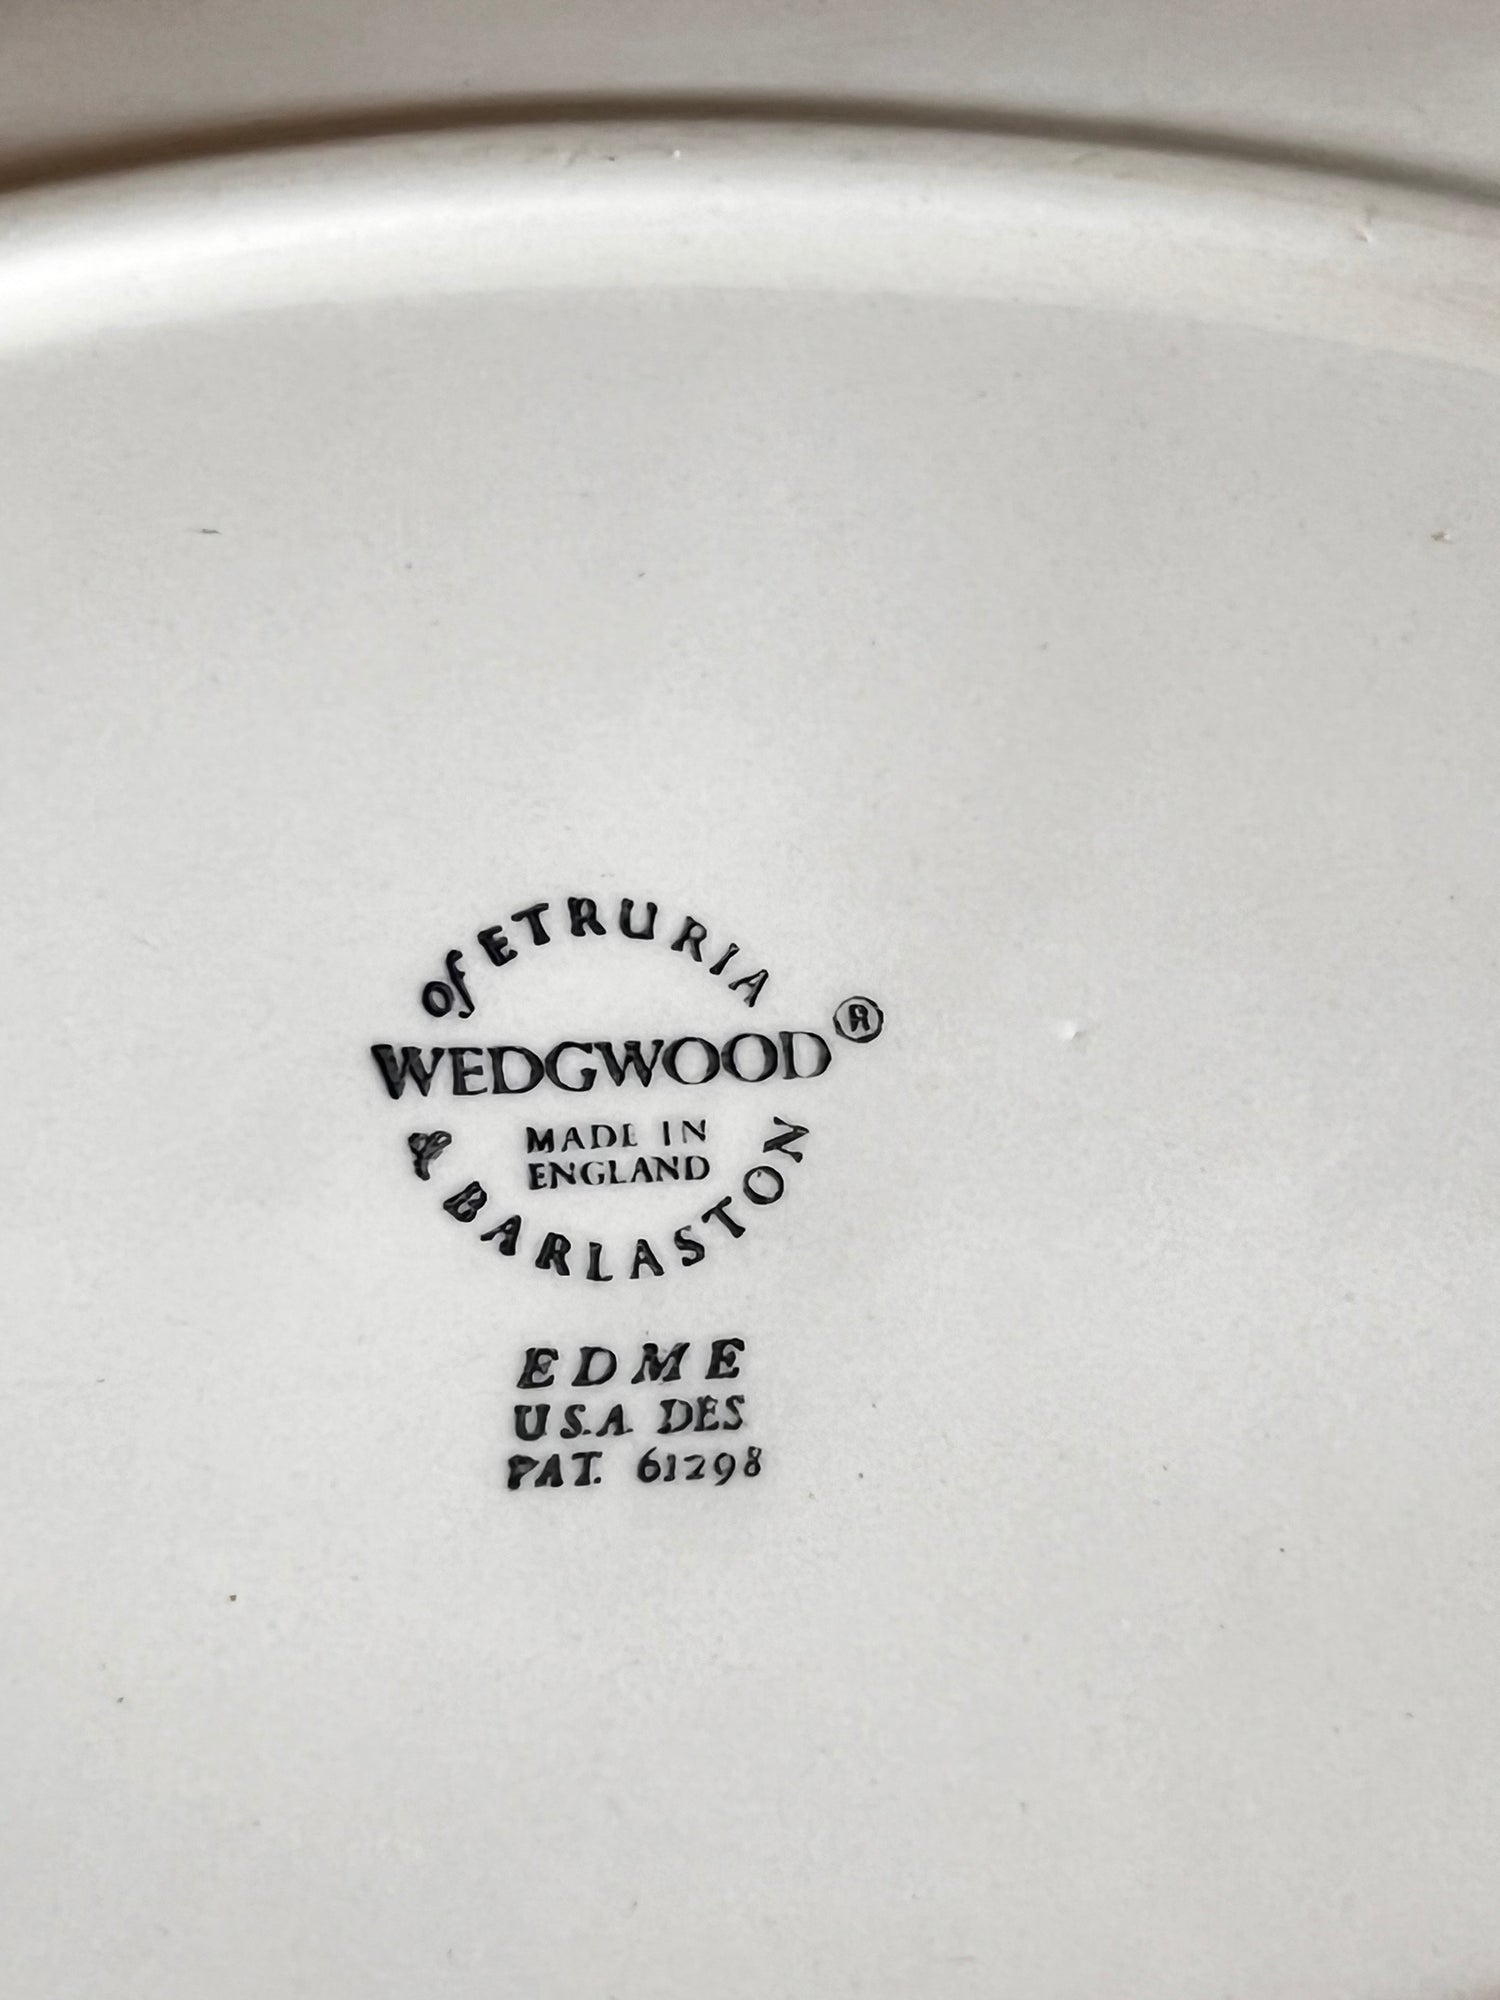 of ETRURIA
WEDGWOOD®
MADE IN
ENGLAND
& BARLASTON
EDME
U.S.A. DES
PAT. 61298